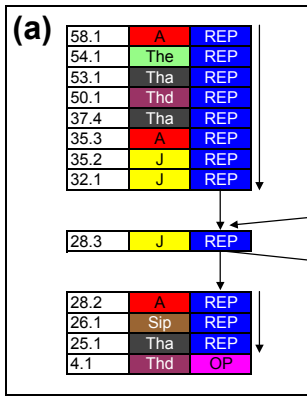 (a)
58.1 A REP
54.1 The REP
53.1 Tha REP
50.1 Thd REP
37.4 Tha REP
35.3 A REP
35.2 J REP
32.1 J REP
28.3 J REP
28.2 A REP
26.1 Sip REP
25.1 Tha REP
4.1 Thd OP